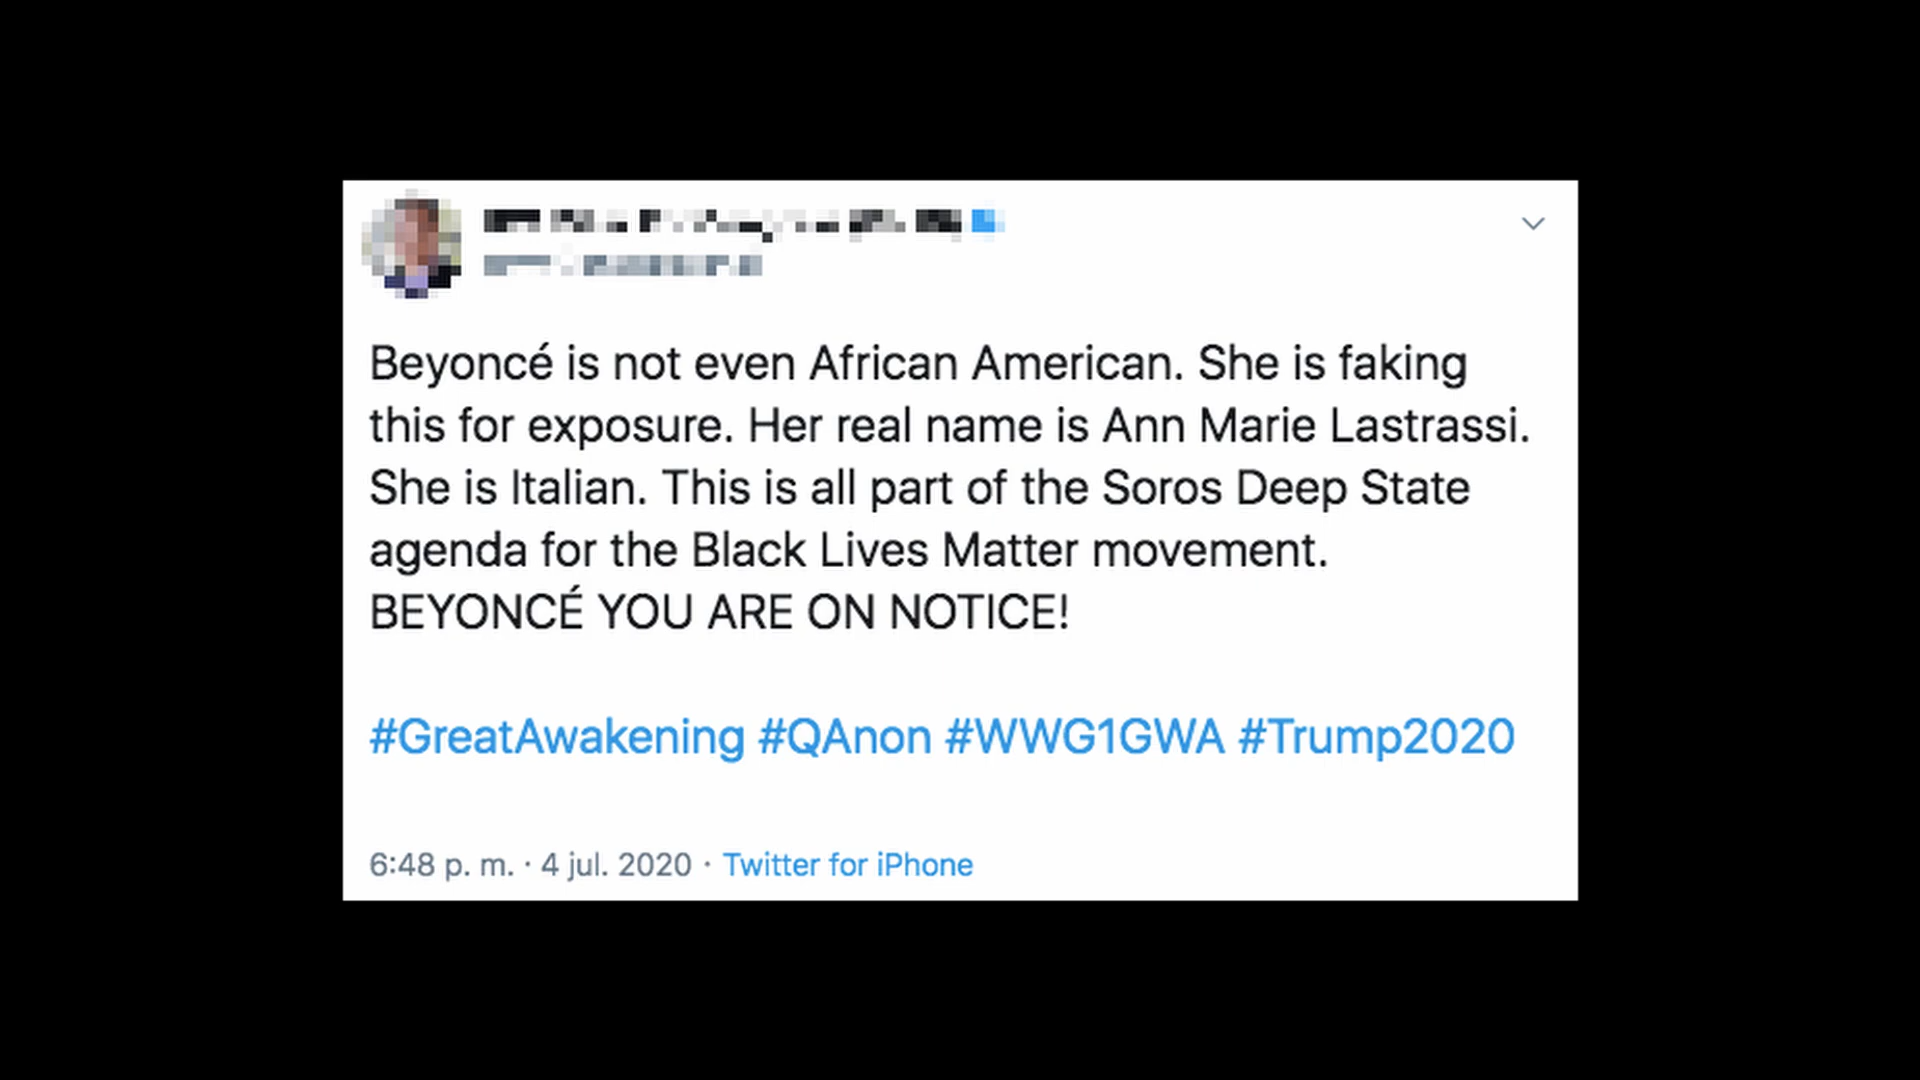 Beyoncé is not even African American. She is faking
this for exposure. Her real name is Ann Marie Lastrassi.
She is Italian. This is all part of the Soros Deep State
agenda for the Black Lives Matter movement.
BEYONCÉ YOU ARE ON NOTICE!
#GreatAwakening #QAnon #WWG1GWA #Trump2020
6:48 p. m. · 4 jul. 2020 · Twitter for iPhone